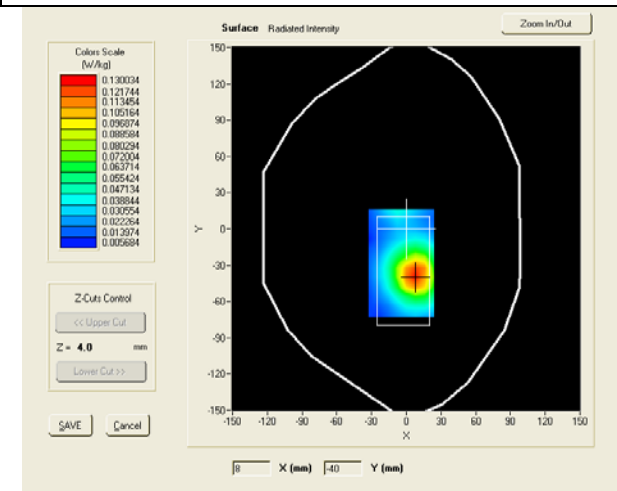 Surface Radiated Intensity
Zoom In/Out
Colors Scale
(W/kg)
0.130034
0.121744
0.113454
0.105164
0.096874
0.088584
0.080294
0.072004
0.063714
0.055424
0.047134
0.038844
0.030554
0.022264
0.013974
0.005684
Z-Cuts Control
<< Upper Cut
Z = 4.0 mm
Lower Cut >>
SAVE Cancel
150
120
90
60
30
0
-30
-60
-90
-120
-150
Y
-150 -120 -90 -60 -30 0 30 60 90 120 150
X
8 X (mm) -40 Y (mm)